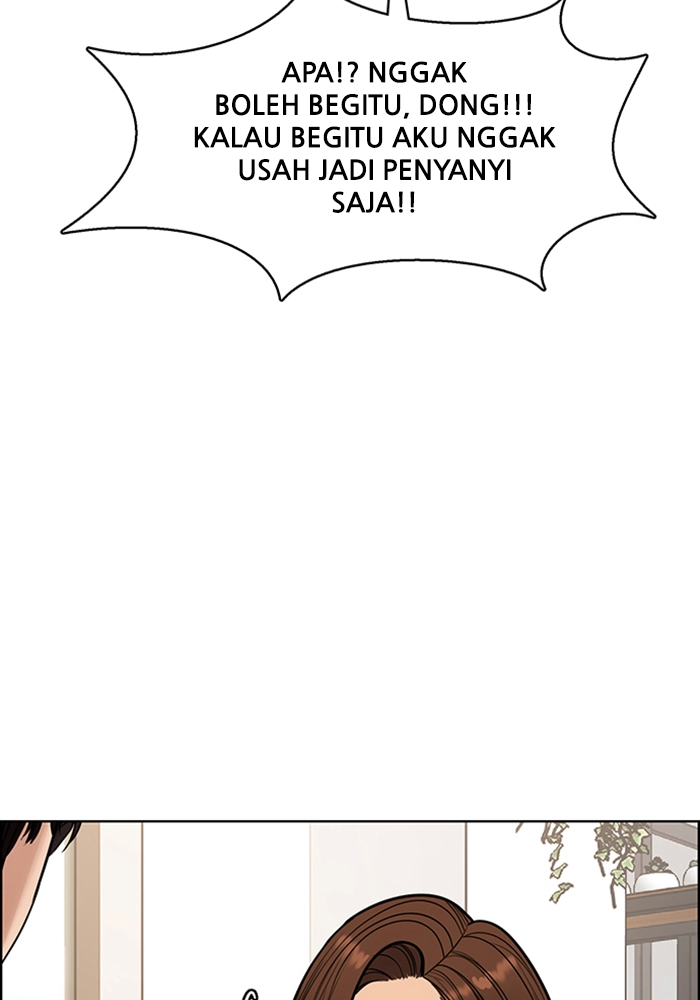 APA!? NGGAK
BOLEH BEGITU, DONG!!!
KALAU BEGITU AKU NGGAK
USAH JADI PENYANYI
SAJA!!